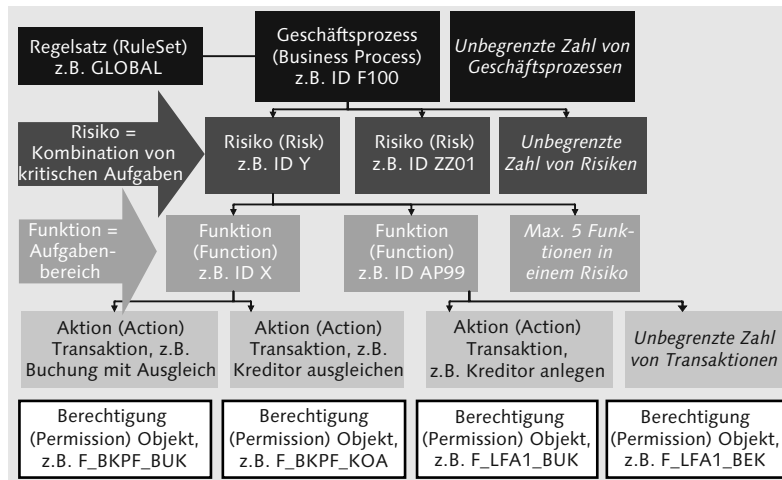 Regelsatz (RuleSet)
z.B. GLOBAL
Geschäftsprozess
(Business Process)
z.B. ID F100
Unbegrenzte Zahl von
Geschäftsprozessen
Risiko =
Kombination von
kritischen Aufgaben
Risiko (Risk)
z.B. ID Y
Risiko (Risk)
z.B. ID ZZ01
Unbegrenzte
Zahl von Risiken
Funktion =
Aufgaben-
bereich
Funktion
(Function)
z.B. ID X
Funktion
(Function)
z.B. ID AP99
Max. 5 Funk-
tionen in
einem Risiko
Aktion (Action)
Transaktion, z.B.
Buchung mit Ausgleich
Aktion (Action)
Transaktion, z.B.
Kreditor ausgleichen
Aktion (Action)
Transaktion,
z.B. Kreditor anlegen
Unbegrenzte Zahl
von Transaktionen
Berechtigung
(Permission) Objekt,
z.B. F_BKPF_BUK
Berechtigung
(Permission) Objekt,
z.B. F_BKPF_KOA
Berechtigung
(Permission) Objekt,
z.B. F_LFA1_BUK
Berechtigung
(Permission) Objekt,
z.B. F_LFA1_BEK